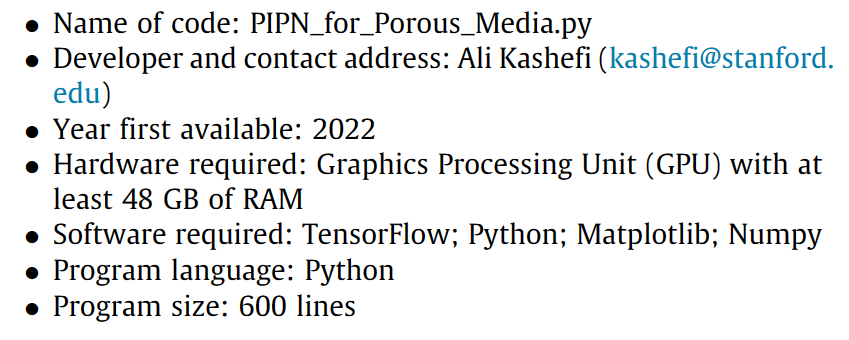 • Name of code: PIPN_for_Porous_Media.py
• Developer and contact address: Ali Kashefi (kashefi@stanford.
edu)
• Year first available: 2022
• Hardware required: Graphics Processing Unit (GPU) with at
least 48 GB of RAM
• Software required: TensorFlow; Python; Matplotlib; Numpy
• Program language: Python
• Program size: 600 lines